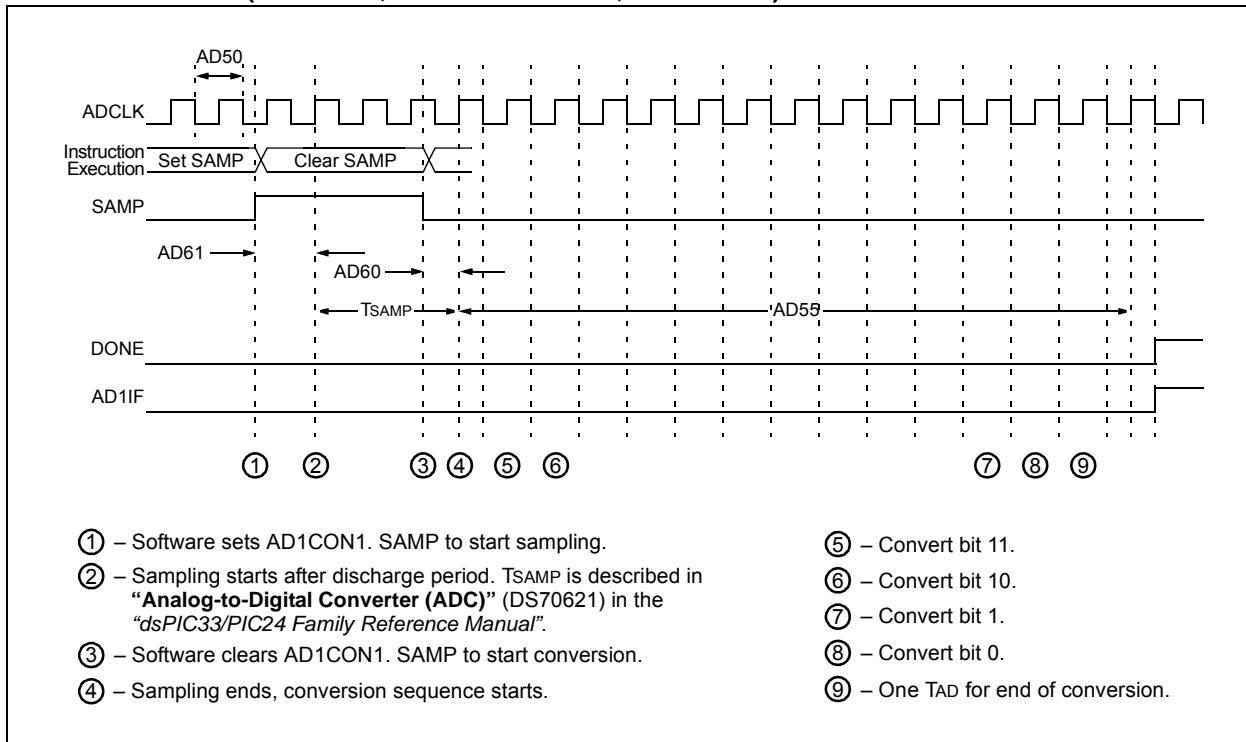 AD50
ADCLK
Instruction
Execution
Set SAMP
Clear SAMP
SAMP
AD61
AD60
TSAMP
AD55
DONE
AD1IF
1 2 3 4 5 6 7 8 9
1 – Software sets AD1CON1. SAMP to start sampling.
2 – Sampling starts after discharge period. TSAMP is described in
“Analog-to-Digital Converter (ADC)” (DS70621) in the
“dsPIC33/PIC24 Family Reference Manual”.
3 – Software clears AD1CON1. SAMP to start conversion.
4 – Sampling ends, conversion sequence starts.
5 – Convert bit 11.
6 – Convert bit 10.
7 – Convert bit 1.
8 – Convert bit 0.
9 – One TAD for end of conversion.